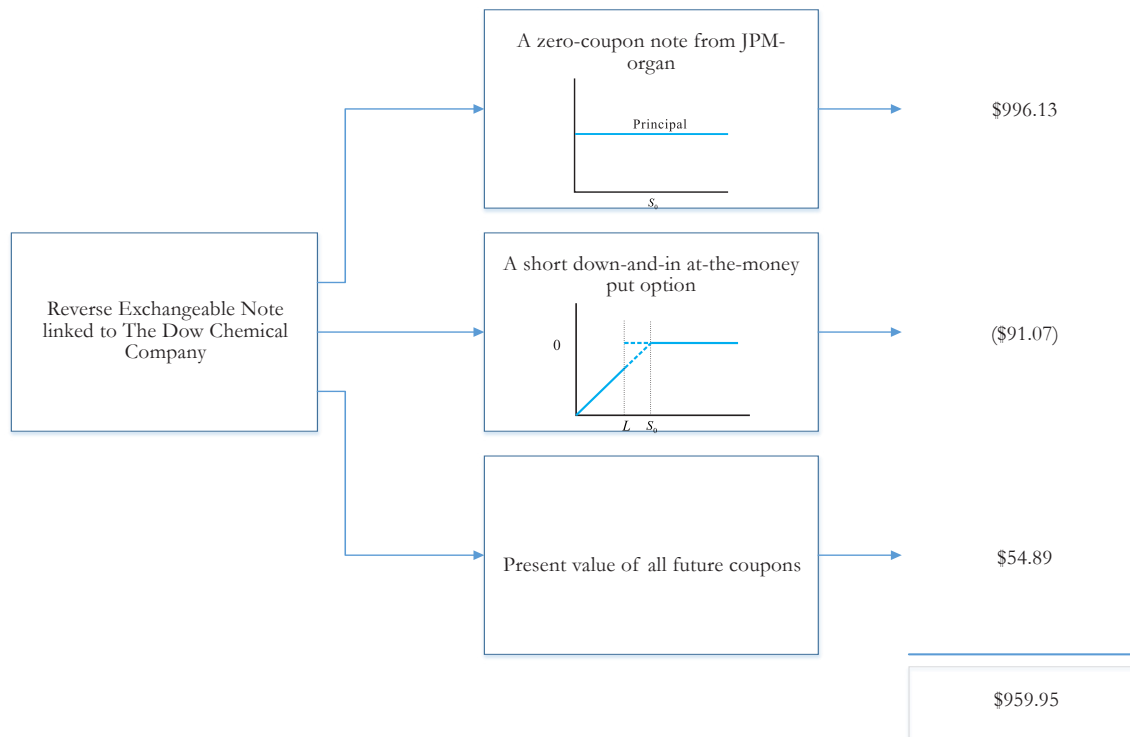 A zero-coupon note from JPM-
organ
Principal
S₀
$996.13
Reverse Exchangeable Note
linked to The Dow Chemical
Company
A short down-and-in at-the-money
put option
0
L S₀
($91.07)
Present value of all future coupons
$54.89
$959.95